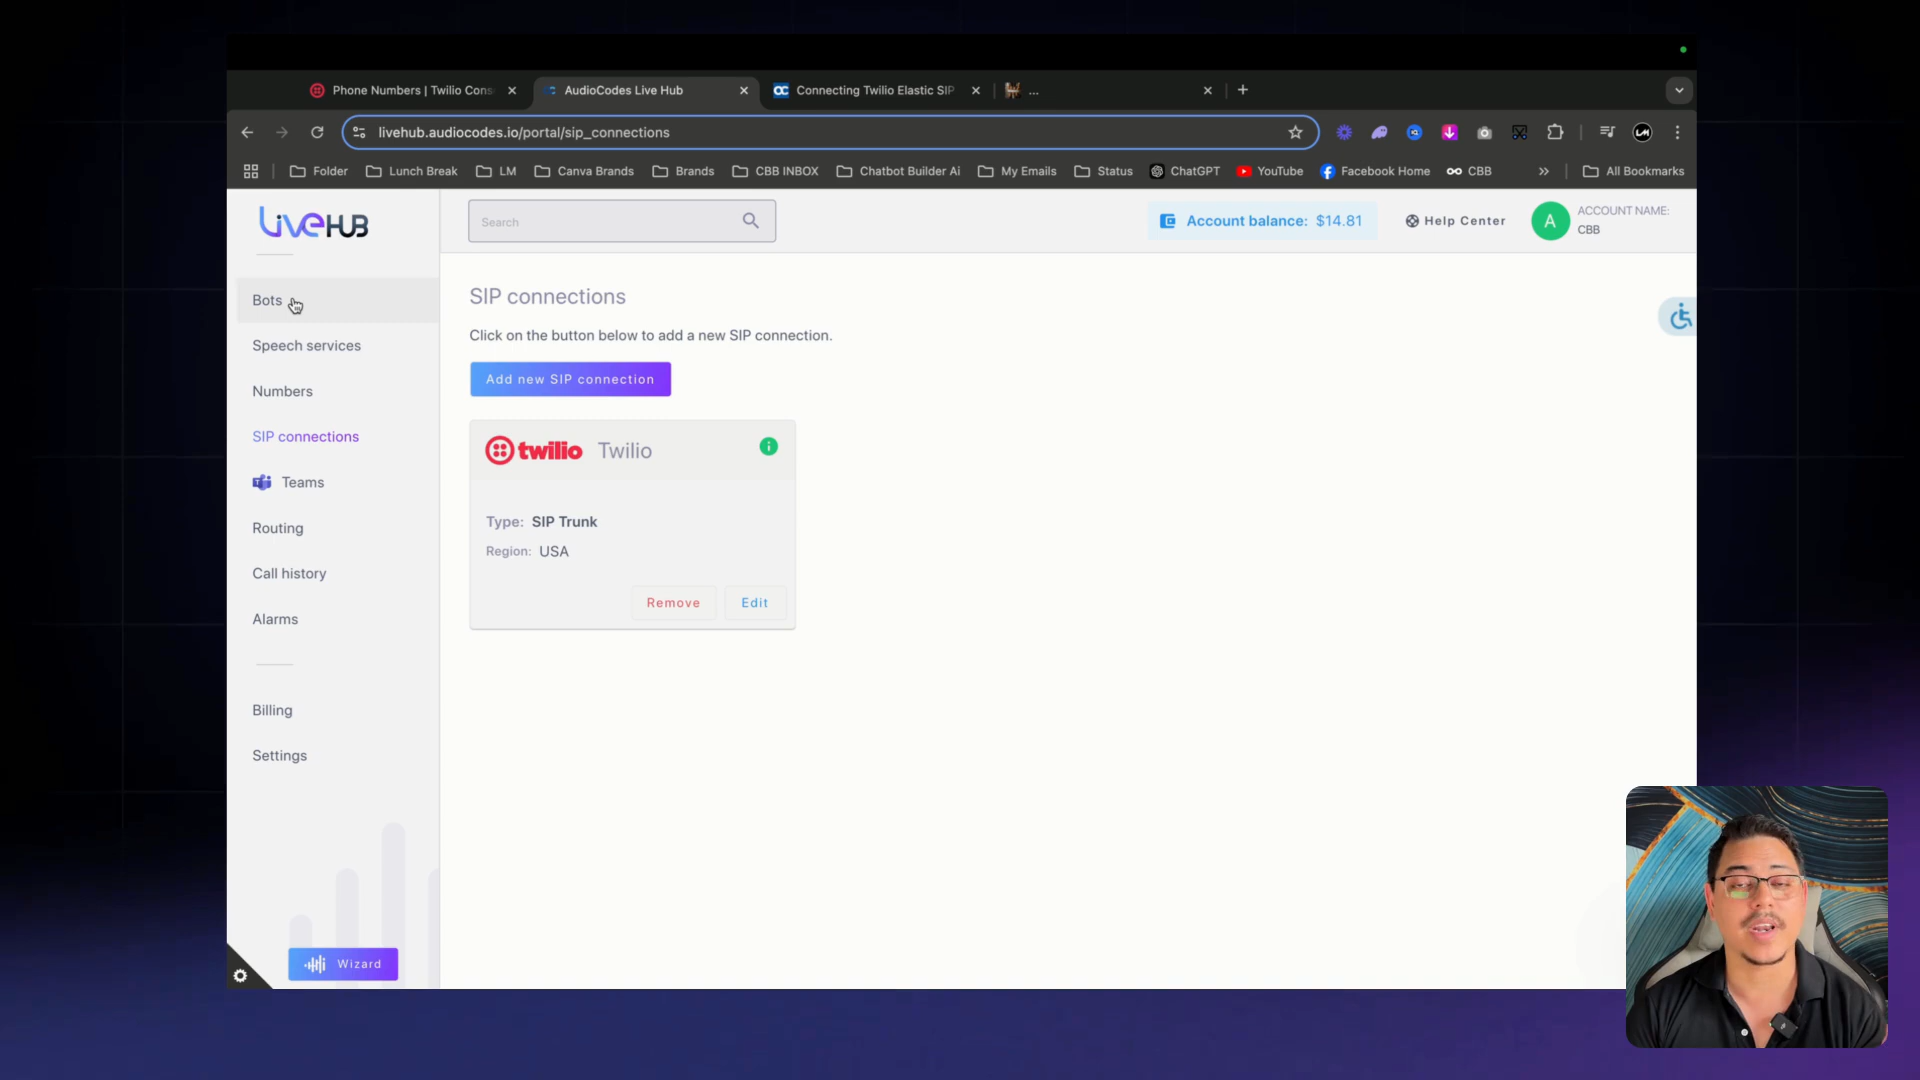 Phone Numbers | Twilio Cons
AudioCodes Live Hub
Connecting Twilio Elastic SIP
...
livehub.audiocodes.io/portal/sip_connections
Folder
Lunch Break
LM
Canva Brands
Brands
CBB INBOX
Chatbot Builder Ai
My Emails
Status
ChatGPT
YouTube
Facebook Home
CBB
All Bookmarks
LiveHUB
Search
Account balance: $14.81
Help Center
A
ACCOUNT NAME:
CBB
Bots
Speech services
Numbers
SIP connections
Teams
Routing
Call history
Alarms
Billing
Settings
Wizard
SIP connections
Click on the button below to add a new SIP connection.
Add new SIP connection
twilio Twilio
Type: SIP Trunk
Region: USA
Remove
Edit